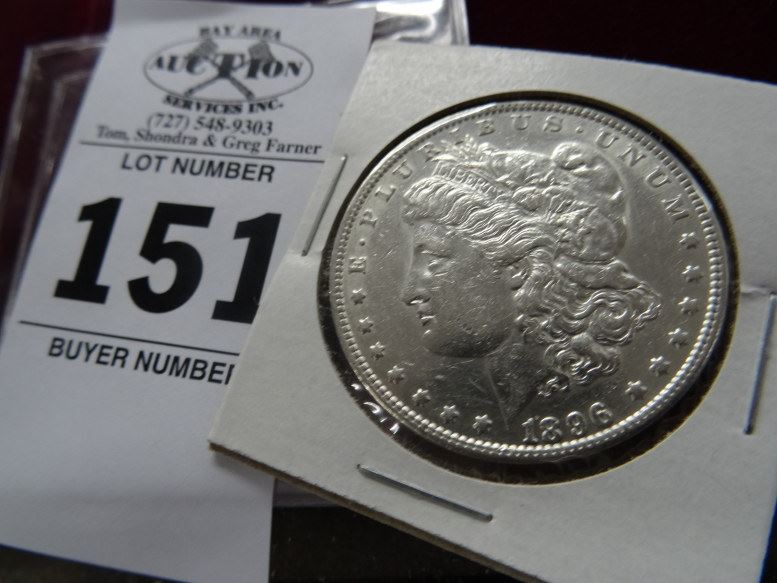 BAY AREA
AUCTION
SERVICES INC.
(727) 548-9303
Tom, Shondra & Greg Farner
LOT NUMBER
151
BUYER NUMBER
E · PLURIBUS · UNUM
LIBERTY
1896